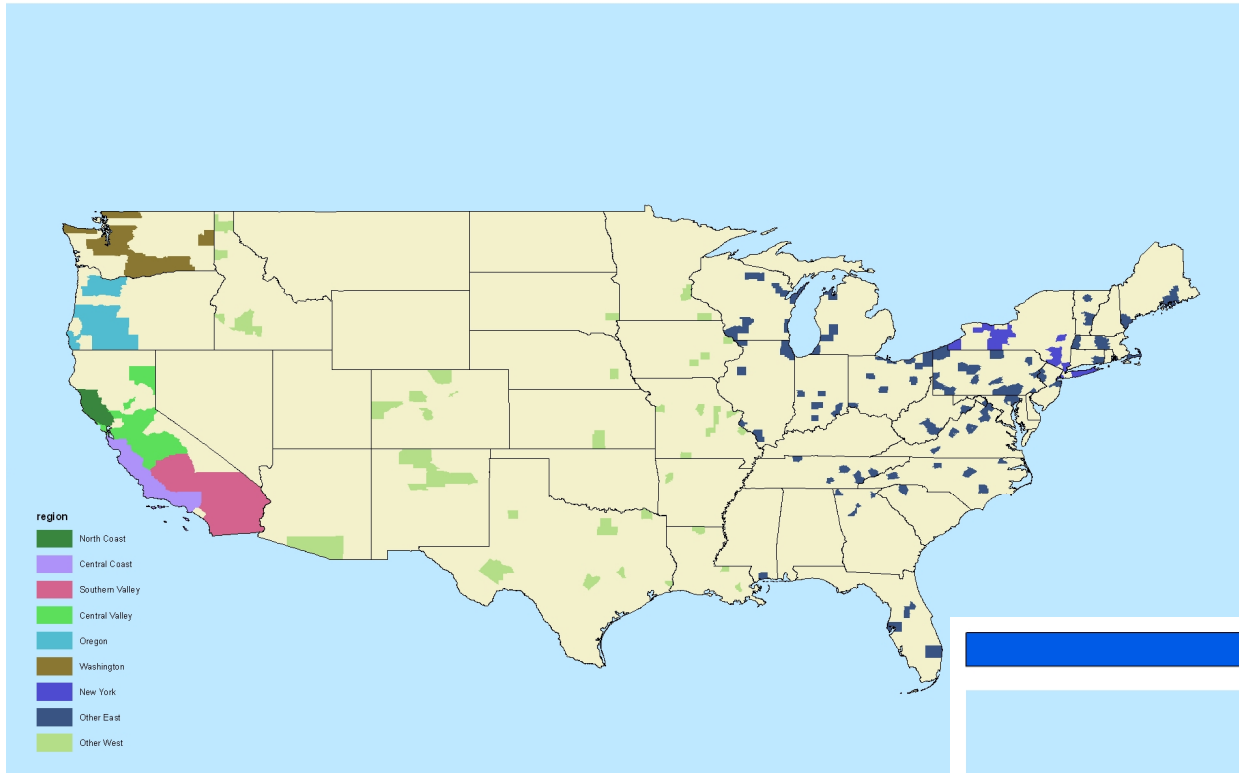 region
North Coast
Central Coast
Southern Valley
Central Valley
Oregon
Washington
New York
Other East
Other West